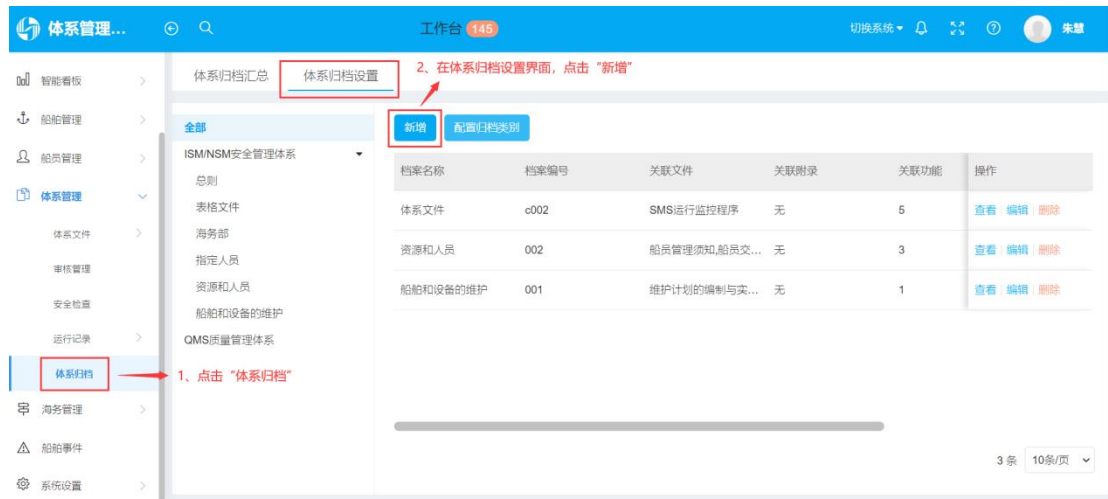 体系管理...
工作台 145
切换系统
朱慧
智能看板
船舶管理
船员管理
体系管理
体系文件
审核管理
安全检查
运行记录
体系归档
海务管理
船舶事件
系统设置
体系归档汇总
体系归档设置
2、在体系归档设置界面，点击“新增”
1、点击“体系归档”
全部
ISM/NSM安全管理体系
总则
表格文件
海务部
指定人员
资源和人员
船舶和设备的维护
QMS质量管理体系
新增 配置归档类别
档案名称 档案编号 关联文件 关联附录 关联功能 操作
体系文件 c002 SMS运行监控程序 无 5 查看 编辑 删除
资源和人员 002 船员管理须知,船员交... 无 3 查看 编辑 删除
船舶和设备的维护 001 维护计划的编制与实... 无 1 查看 编辑 删除
3 条 10条/页